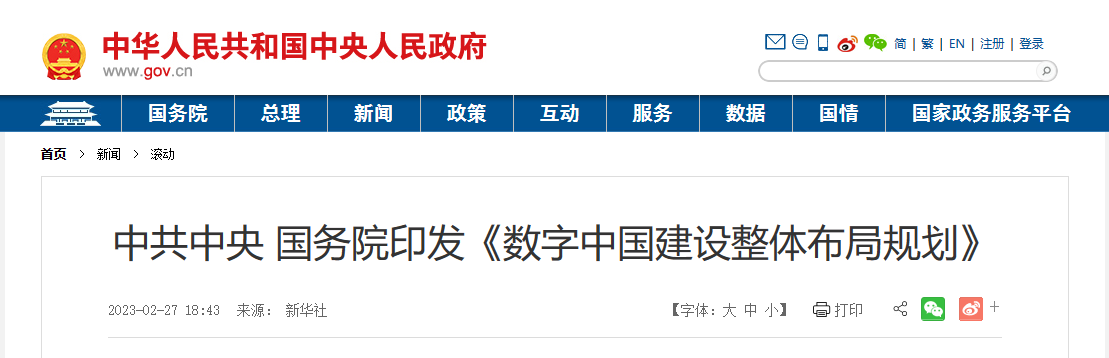 中华人民共和国中央人民政府
www.gov.cn
简 | 繁 | EN | 注册 | 登录
国务院 总理 新闻 政策 互动 服务 数据 国情 国家政务服务平台
首页 > 新闻 > 滚动
中共中央 国务院印发《数字中国建设整体布局规划》
2023-02-27 18:43 来源： 新华社 【字体：大 中 小】 打印